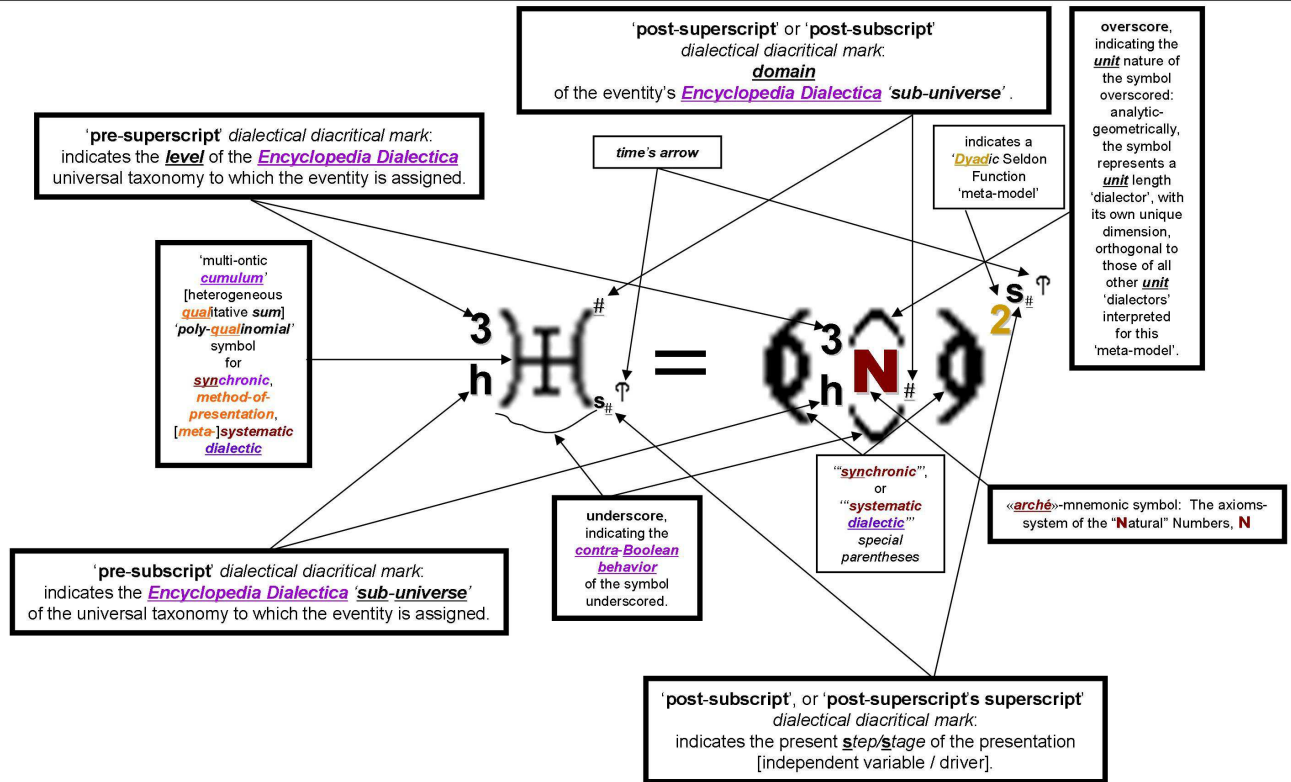 'post-superscript' or 'post-subscript'
dialectical diacritical mark:
domain
of the eventity's Encyclopedia Dialectica 'sub-universe' .
overscore,
indicating the
unit nature of
the symbol
overscored:
analytic-
geometrically,
the symbol
represents a
unit length
'dialector', with
its own unique
dimension,
orthogonal to
those of all
other unit
'dialectors'
interpreted
for this
'meta-model'.
'pre-superscript' dialectical diacritical mark:
indicates the level of the Encyclopedia Dialectica
universal taxonomy to which the eventity is assigned.
time's arrow
indicates a
'Dyadic Seldon
Function
'meta-model'
'multi-ontic
cumulum'
[heterogeneous
qualitative sum]
'poly-qualinomial'
symbol
for
synchronic,
method-of-
presentation,
[meta-]systematic
dialectic
3
h
#
s#
=
3
h
N
#
2
s#
'"synchronic"',
or
'"systematic
dialectic"'
special
parentheses
«arché»-mnemonic symbol: The axioms-
system of the "Natural" Numbers, N
underscore,
indicating the
contra-Boolean
behavior
of the symbol
underscored.
'pre-subscript' dialectical diacritical mark:
indicates the Encyclopedia Dialectica 'sub-universe'
of the universal taxonomy to which the eventity is assigned.
'post-subscript', or 'post-superscript's superscript'
dialectical diacritical mark:
indicates the present step/stage of the presentation
[independent variable / driver].